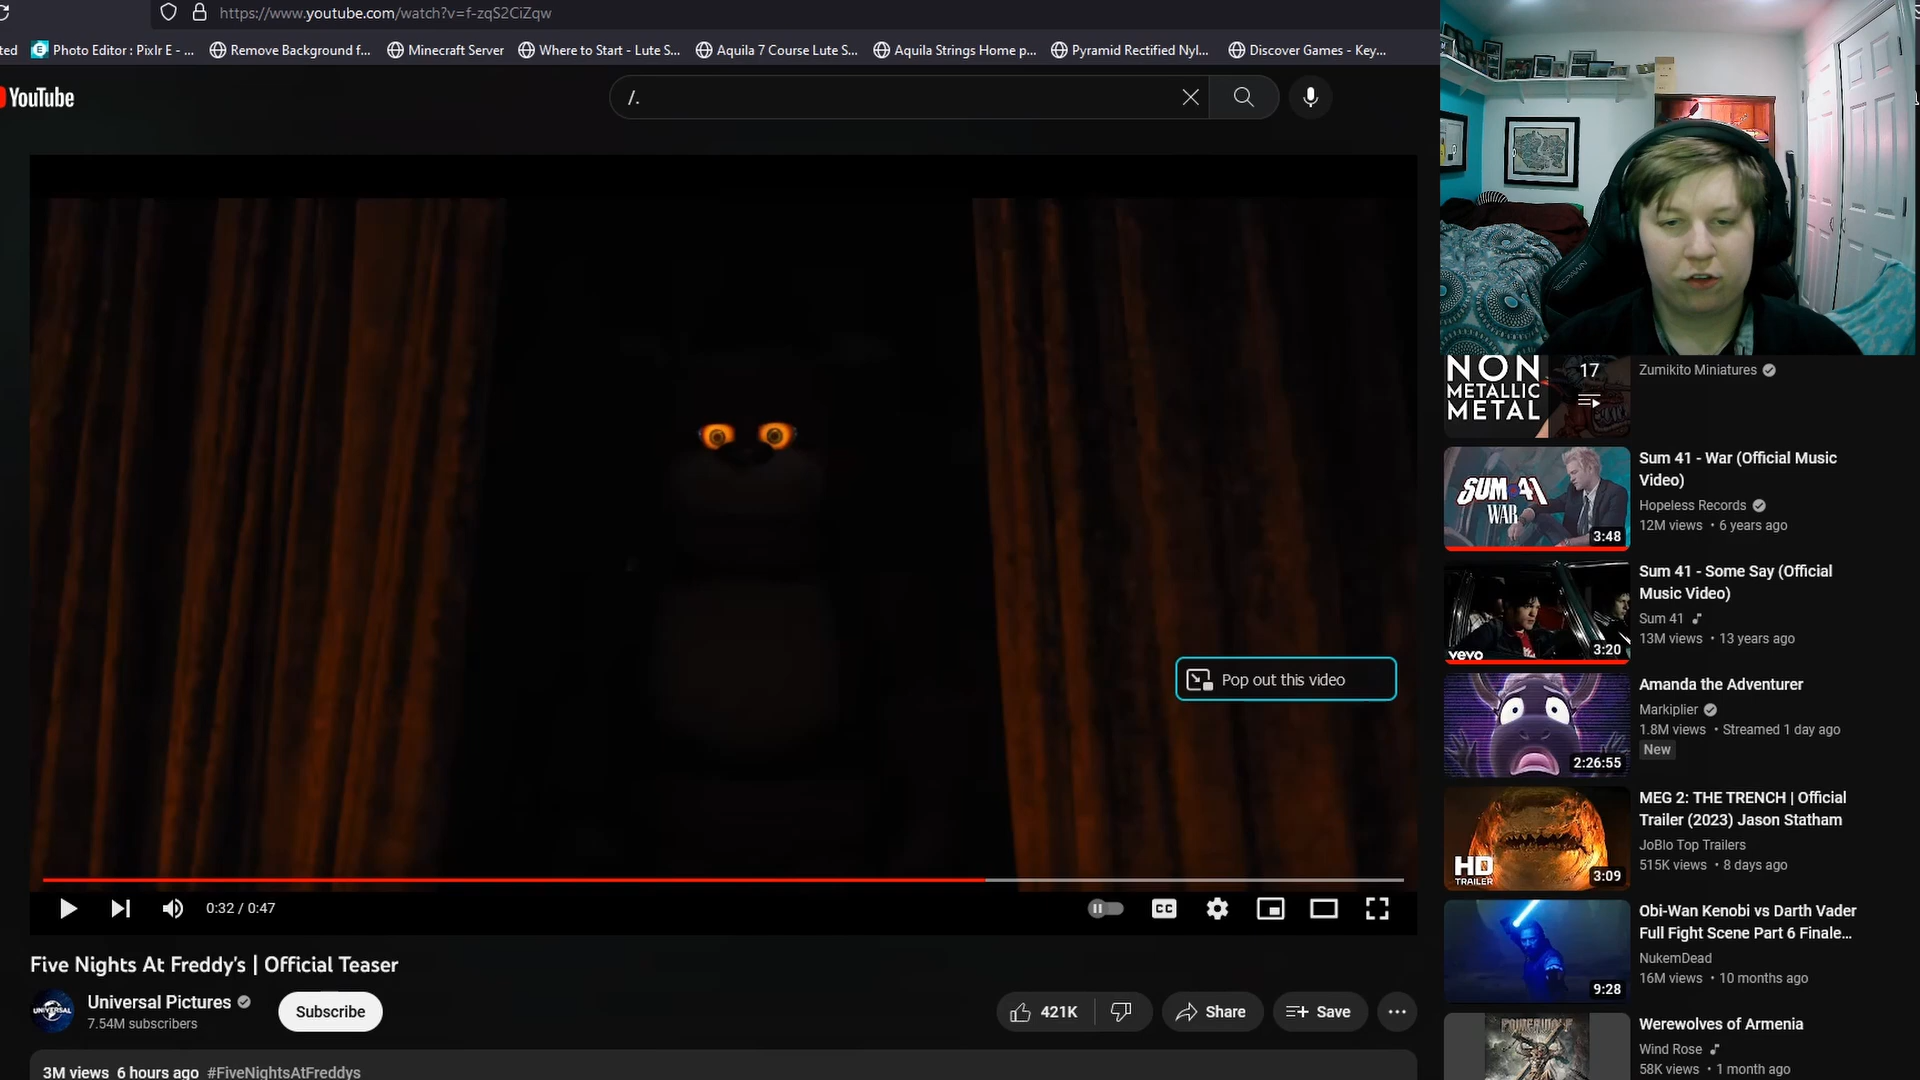 https://www.youtube.com/watch?v=f-zqS2CiZqw
ted Photo Editor : Pixlr E - ... Remove Background f... Minecraft Server Where to Start - Lute S... Aquila 7 Course Lute S... Aquila Strings Home p... Pyramid Rectified Nyl... Discover Games - Key...
YouTube
/.
Pop out this video
0:32 / 0:47
CC
Five Nights At Freddy's | Official Teaser
UNIVERSAL
Universal Pictures
7.54M subscribers
Subscribe
421K
Share
Save
3M views 6 hours ago #FiveNightsAtFreddys
NON
METALLIC
METAL
17
Zumikito Miniatures
SUM 41
WAR
3:48
Sum 41 - War (Official Music
Video)
Hopeless Records
12M views • 6 years ago
vevo
3:20
Sum 41 - Some Say (Official
Music Video)
Sum 41
13M views • 13 years ago
2:26:55
Amanda the Adventurer
Markiplier
1.8M views • Streamed 1 day ago
New
HD
TRAILER
3:09
MEG 2: THE TRENCH | Official
Trailer (2023) Jason Statham
JoBlo Top Trailers
515K views • 8 days ago
9:28
Obi-Wan Kenobi vs Darth Vader
Full Fight Scene Part 6 Finale...
NukemDead
16M views • 10 months ago
POWERWOLF
Werewolves of Armenia
Wind Rose
58K views • 1 month ago